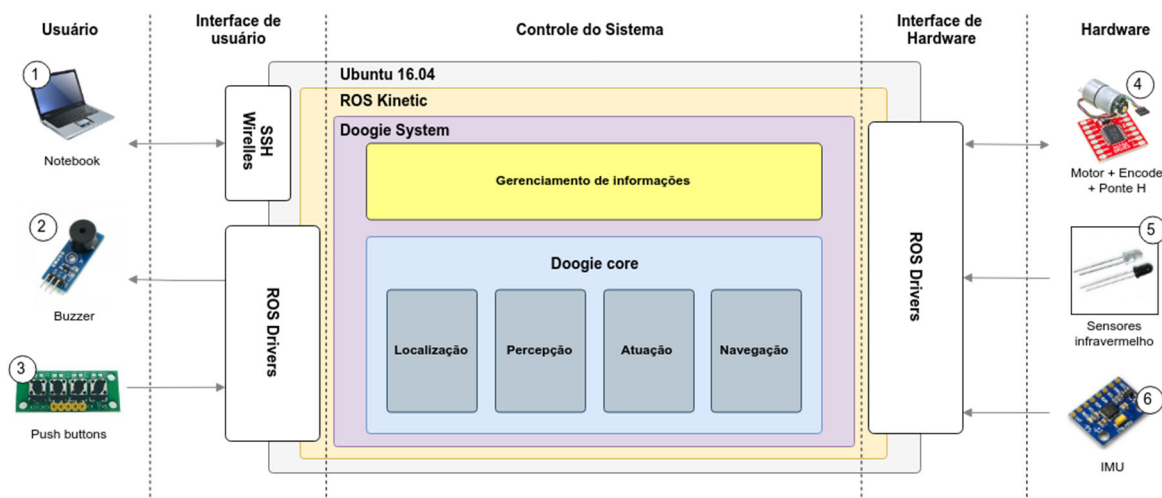 Usuário
Interface de
usuário
Controle do Sistema
Interface de
Hardware
Hardware
Ubuntu 16.04
ROS Kinetic
Doogie System
1
Notebook
2
Buzzer
3
Push buttons
SSH
Wirelles
ROS Drivers
Gerenciamento de informações
Doogie core
Localização
Percepção
Atuação
Navegação
ROS Drivers
4
Motor + Encode
+ Ponte H
5
Sensores
infravermelho
6
IMU